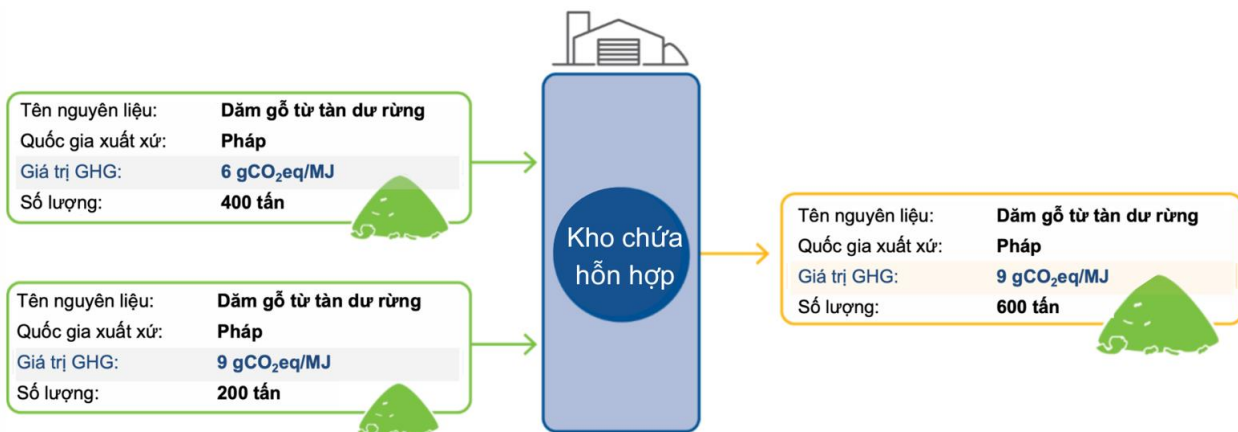 Tên nguyên liệu: Dăm gỗ từ tàn dư rừng
Quốc gia xuất xứ: Pháp
Giá trị GHG: 6 gCO₂eq/MJ
Số lượng: 400 tấn
Tên nguyên liệu: Dăm gỗ từ tàn dư rừng
Quốc gia xuất xứ: Pháp
Giá trị GHG: 9 gCO₂eq/MJ
Số lượng: 200 tấn
Kho chứa
hỗn hợp
Tên nguyên liệu: Dăm gỗ từ tàn dư rừng
Quốc gia xuất xứ: Pháp
Giá trị GHG: 9 gCO₂eq/MJ
Số lượng: 600 tấn